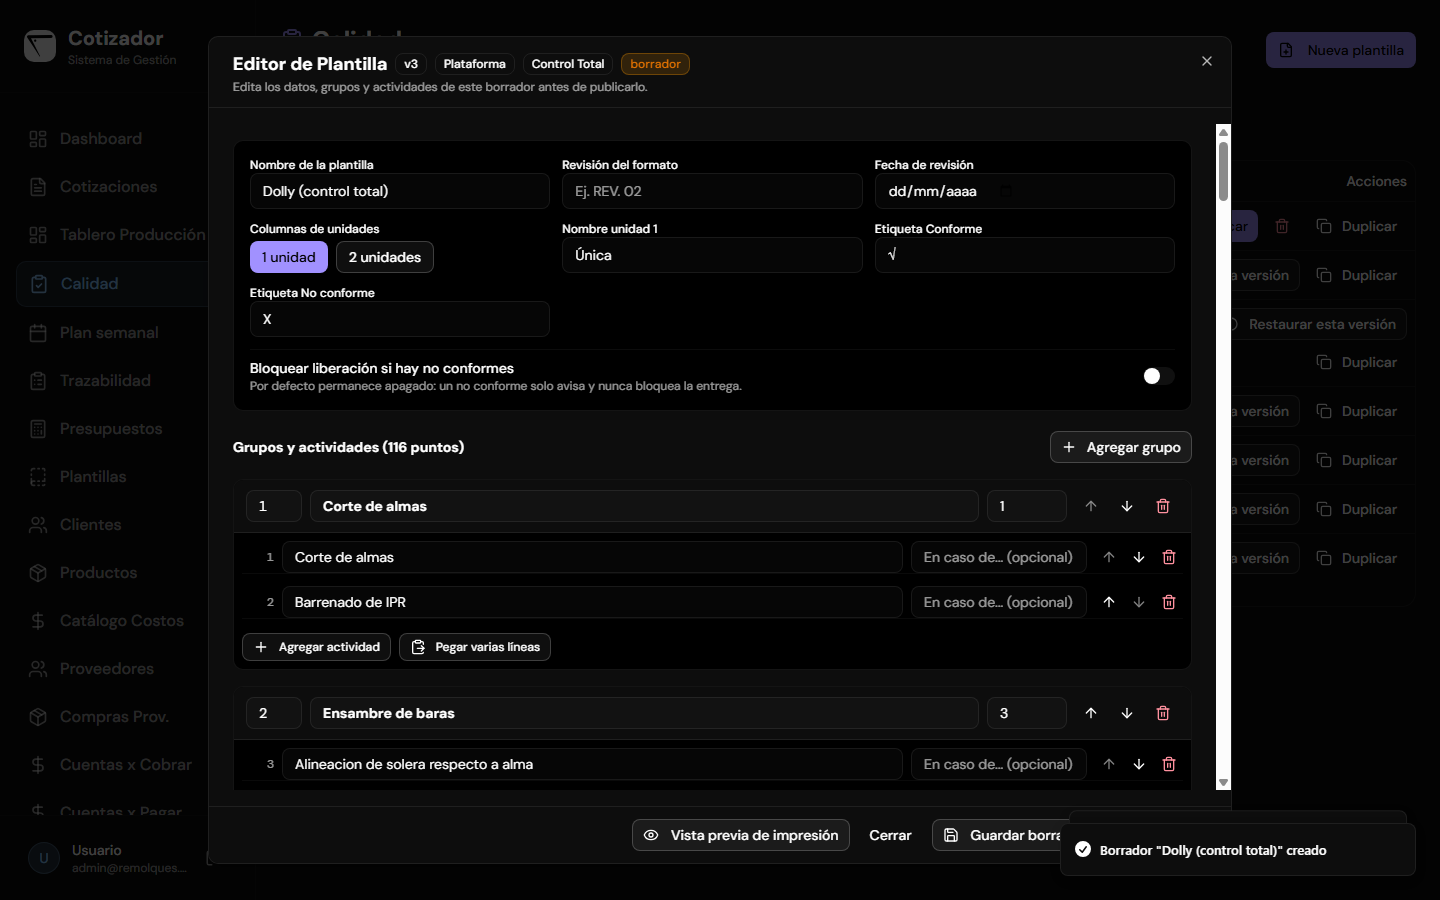 Cotizador
Sistema de Gestión
Dashboard
Cotizaciones
Tablero Producción
Calidad
Plan semanal
Trazabilidad
Presupuestos
Plantillas
Clientes
Productos
Catálogo Costos
Proveedores
Compras Prov.
Cuentas x Cobrar
Cuentas x Pagar
U
Usuario
admin@remolques....
Calidad
Nueva plantilla
Editor de Plantilla
v3
Plataforma
Control Total
borrador
Edita los datos, grupos y actividades de este borrador antes de publicarlo.
Nombre de la plantilla
Revisión del formato
Fecha de revisión
Dolly (control total)
Ej. REV. 02
dd/mm/aaaa
Columnas de unidades
Nombre unidad 1
Etiqueta Conforme
1 unidad
2 unidades
Única
√
Etiqueta No conforme
X
Bloquear liberación si hay no conformes
Por defecto permanece apagado: un no conforme solo avisa y nunca bloquea la entrega.
Grupos y actividades (116 puntos)
Agregar grupo
1
Corte de almas
1
1
Corte de almas
En caso de... (opcional)
2
Barrenado de IPR
En caso de... (opcional)
Agregar actividad
Pegar varias líneas
2
Ensambre de baras
3
3
Alineacion de solera respecto a alma
En caso de... (opcional)
Vista previa de impresión
Cerrar
Guardar borra
Acciones
car
Duplicar
a versión
Duplicar
Restaurar esta versión
Duplicar
a versión
Duplicar
a versión
Duplicar
a versión
Duplicar
a versión
Duplicar
Borrador "Dolly (control total)" creado